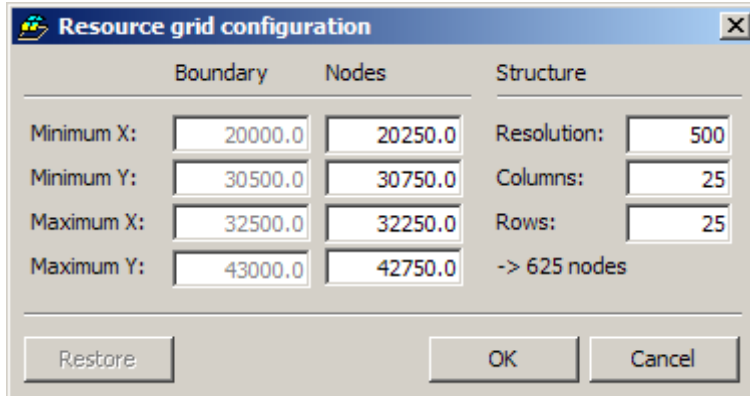 Resource grid configuration
Boundary Nodes Structure
Minimum X: 20000.0 20250.0 Resolution: 500
Minimum Y: 30500.0 30750.0 Columns: 25
Maximum X: 32500.0 32250.0 Rows: 25
Maximum Y: 43000.0 42750.0 -> 625 nodes
Restore OK Cancel